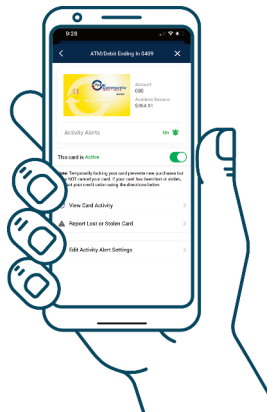 9:28
ATM/Debit Ending In 0409
Account
Available Balance
Activity Alerts
On
This card is Active
Note: Temporarily locking your card prevents new purchases but
NOT cancel your card. If your card has been lost or stolen,
your credit union using the directions below.
View Card Activity
Report Lost or Stolen Card
Edit Activity Alert Settings